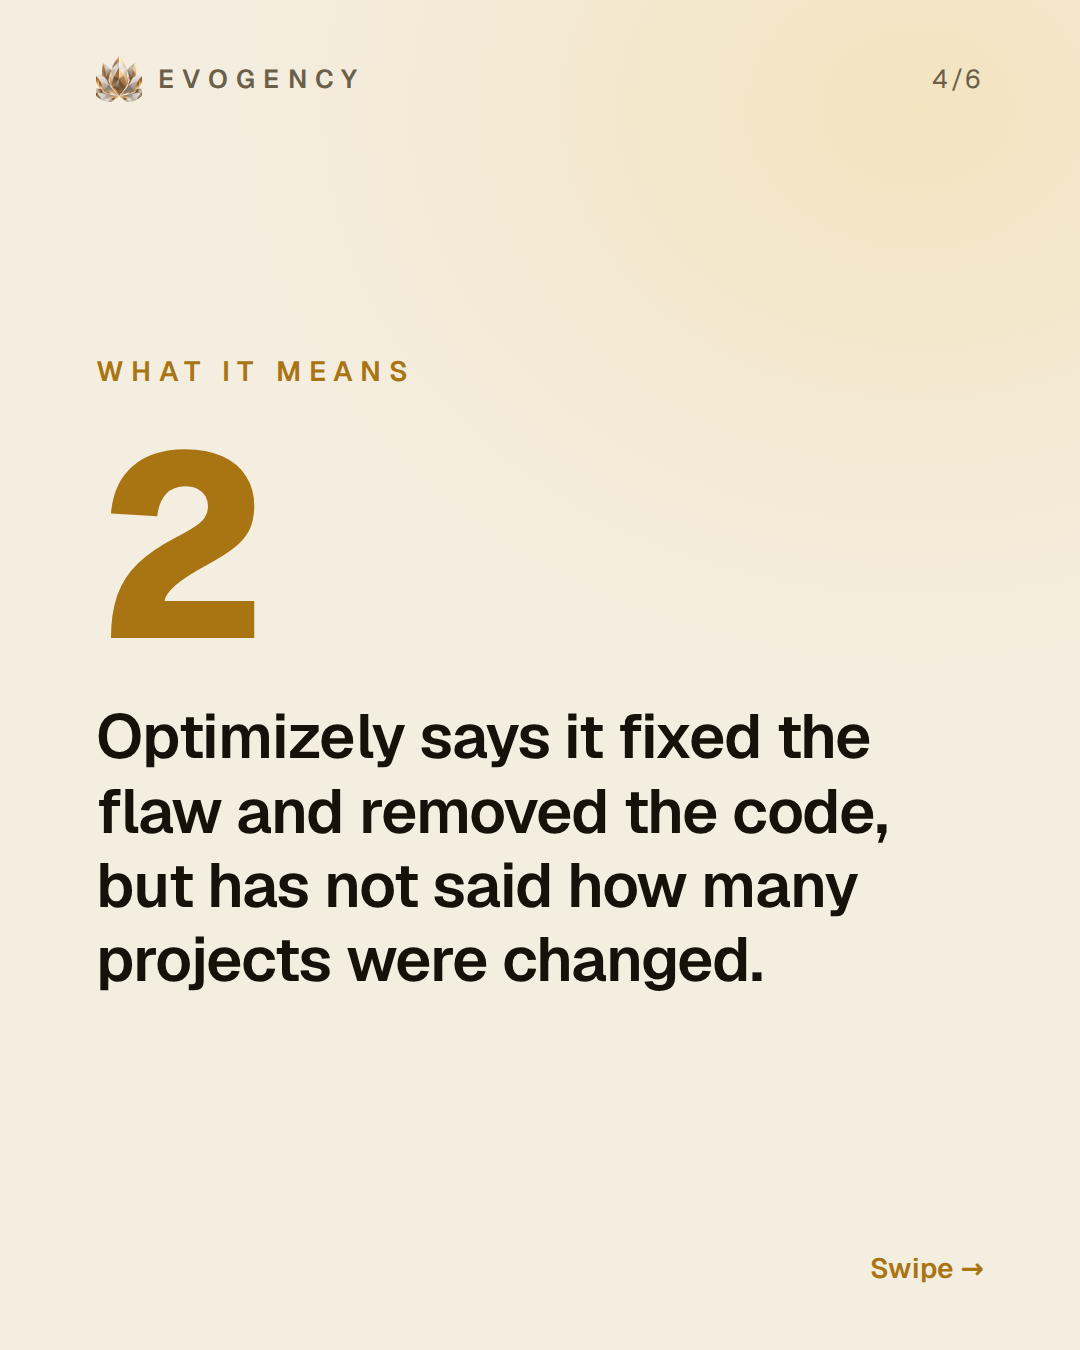 EVOGENCY
4/6
WHAT IT MEANS
2
Optimizely says it fixed the
flaw and removed the code,
but has not said how many
projects were changed.
Swipe →